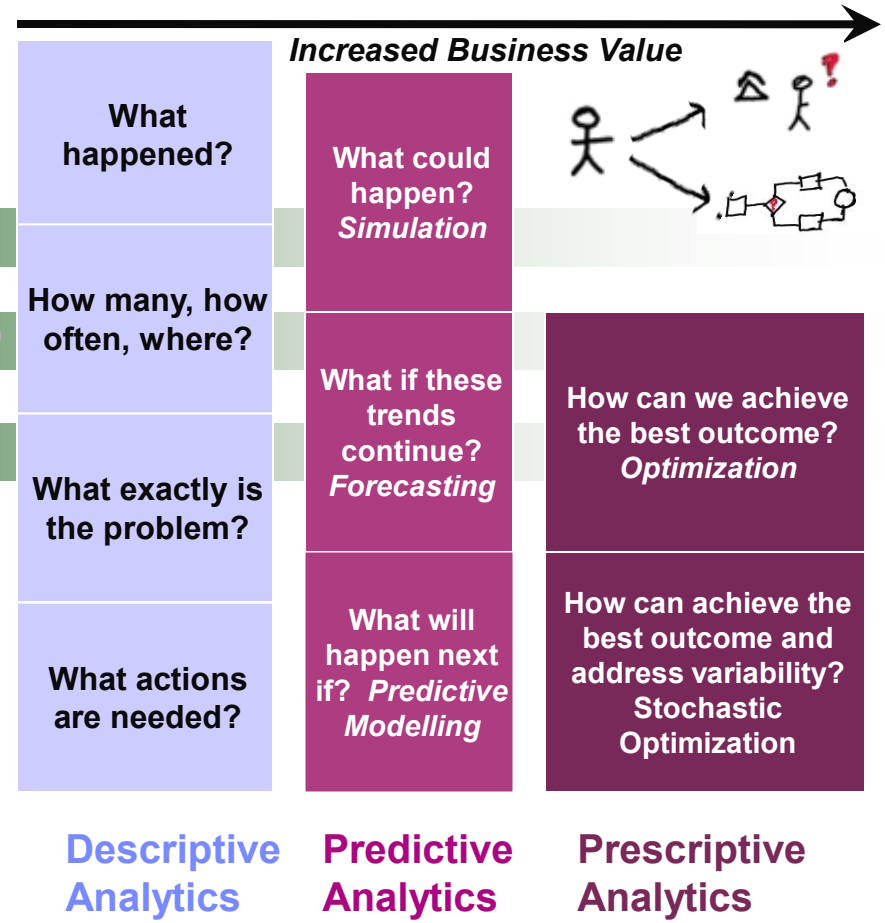 Increased Business Value
What
happened?
How many, how
often, where?
What exactly is
the problem?
What actions
are needed?
What could
happen?
Simulation
What if these
trends
continue?
Forecasting
What will
happen next
if? Predictive
Modelling
?
?
How can we achieve
the best outcome?
Optimization
How can achieve the
best outcome and
address variability?
Stochastic
Optimization
Descriptive
Analytics
Predictive
Analytics
Prescriptive
Analytics